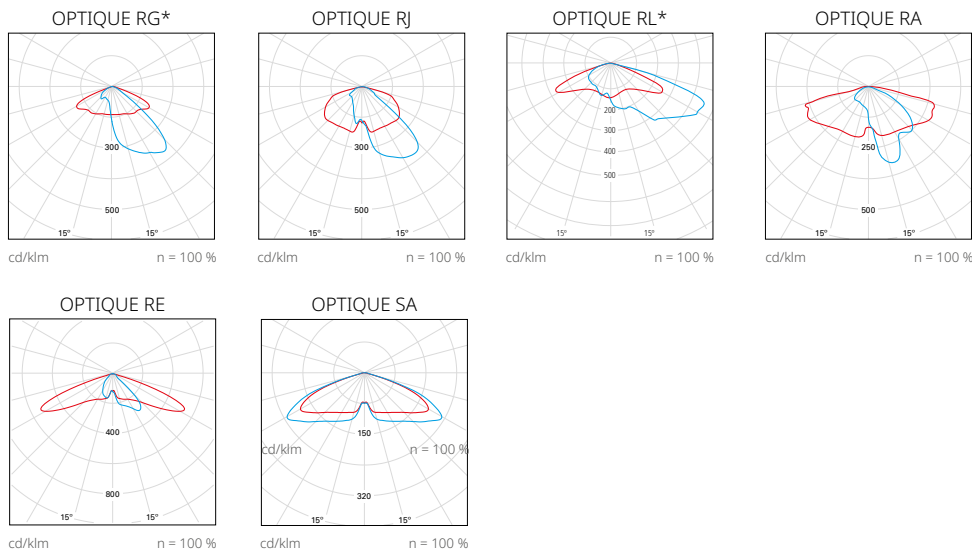 OPTIQUE RG*
300
500
15° 15°
cd/klm n = 100 %
OPTIQUE RJ
300
500
15° 15°
cd/klm n = 100 %
OPTIQUE RL*
200
300
400
500
15° 15°
cd/klm n = 100 %
OPTIQUE RA
250
500
15° 15°
cd/klm n = 100 %
OPTIQUE RE
400
800
15° 15°
cd/klm n = 100 %
OPTIQUE SA
150
cd/klm n = 100 %
320
15° 15°
cd/klm n = 100 %